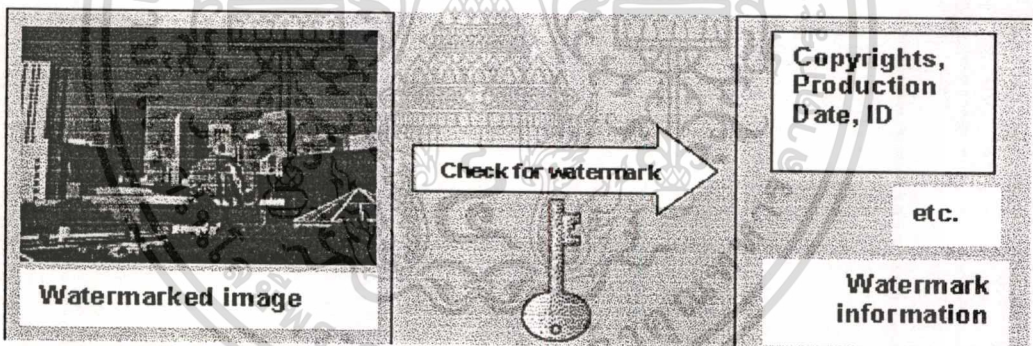 Watermarked image
Check for watermark
Copyrights,
Production
Date, ID
etc.
Watermark
information